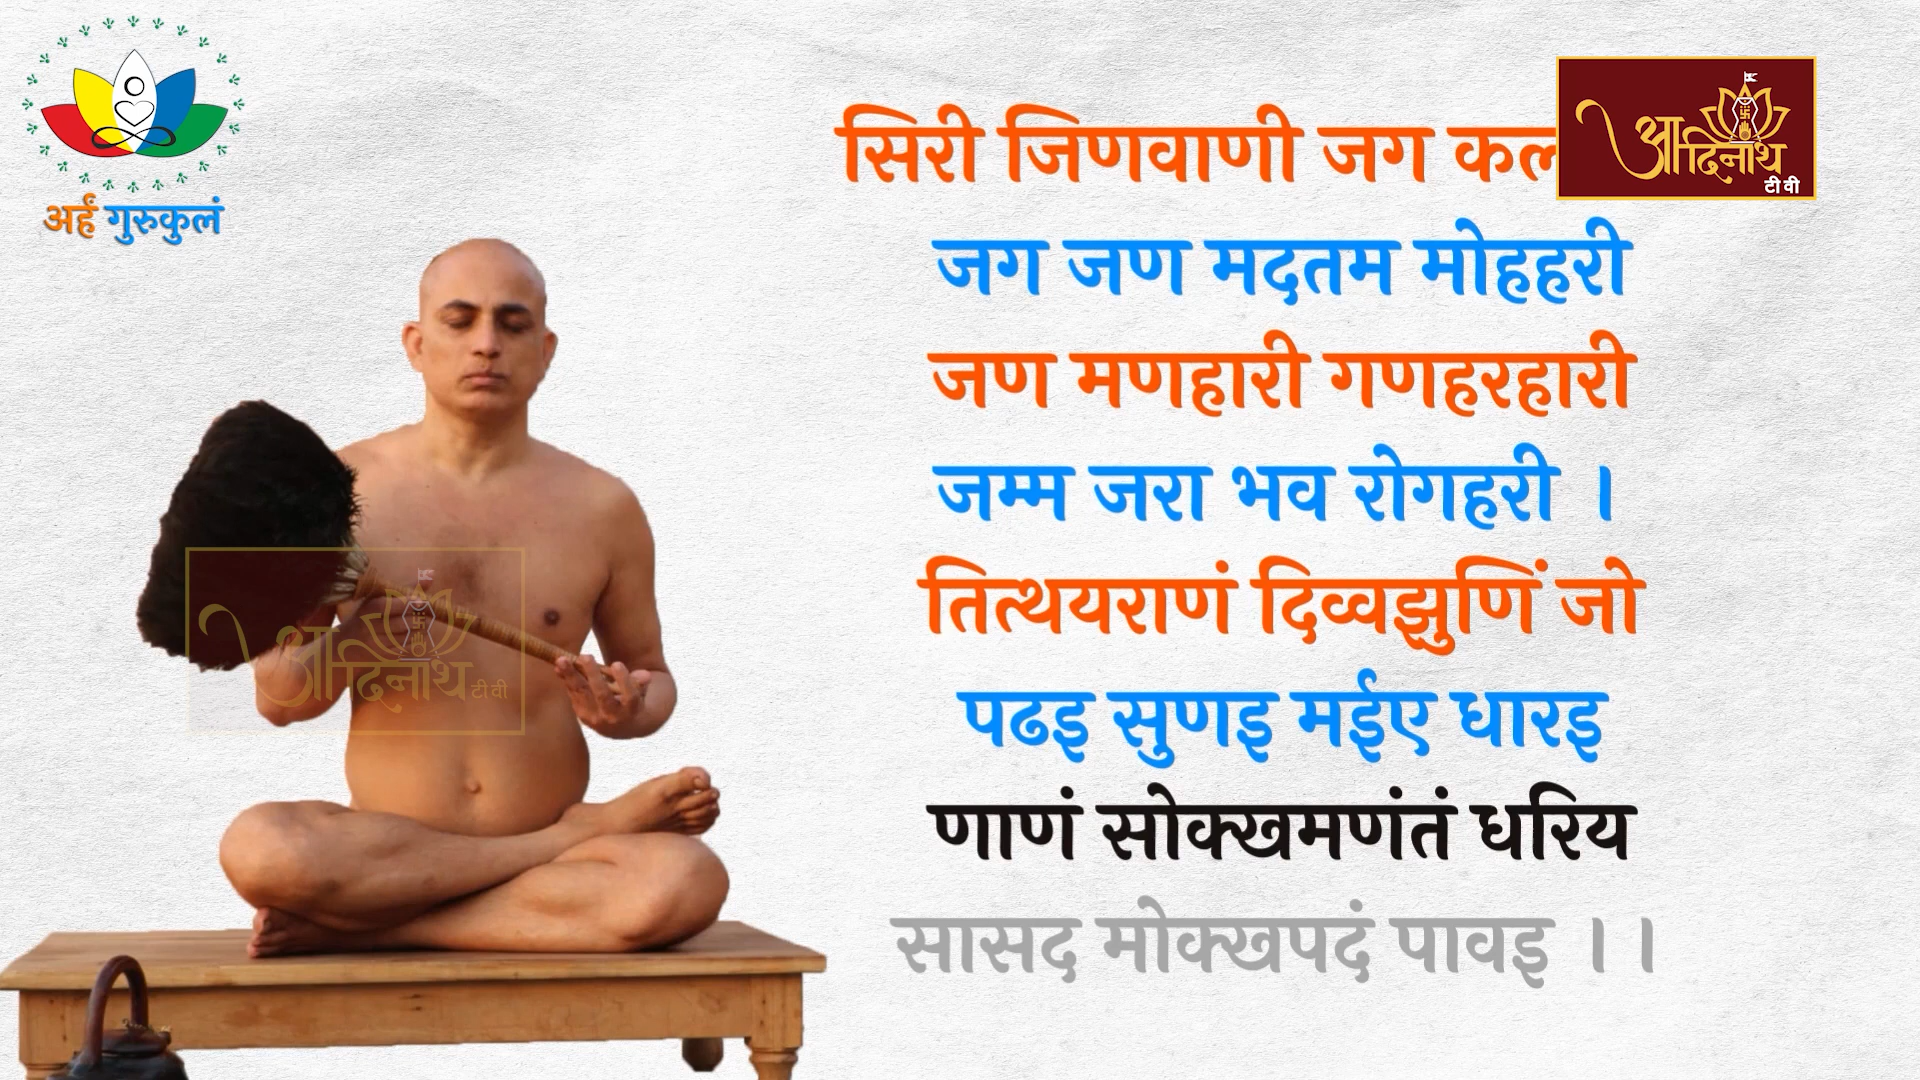 अर्हं गुरुकुलं
आदिनाथ
टी वी
सिरी जिणवाणी जग
जग जण मदतम मोहहरी
जण मणहारी गणहरहारी
जम्म जरा भव रोगहरी ।
तित्थयराणं दिव्वझुणिं जो
पढइ सुणइ मईए धारइ
णाणं सोक्खमणंतं धरिय
सासद मोक्खपदं पावइ ।।
आदिनाथ
टी वी